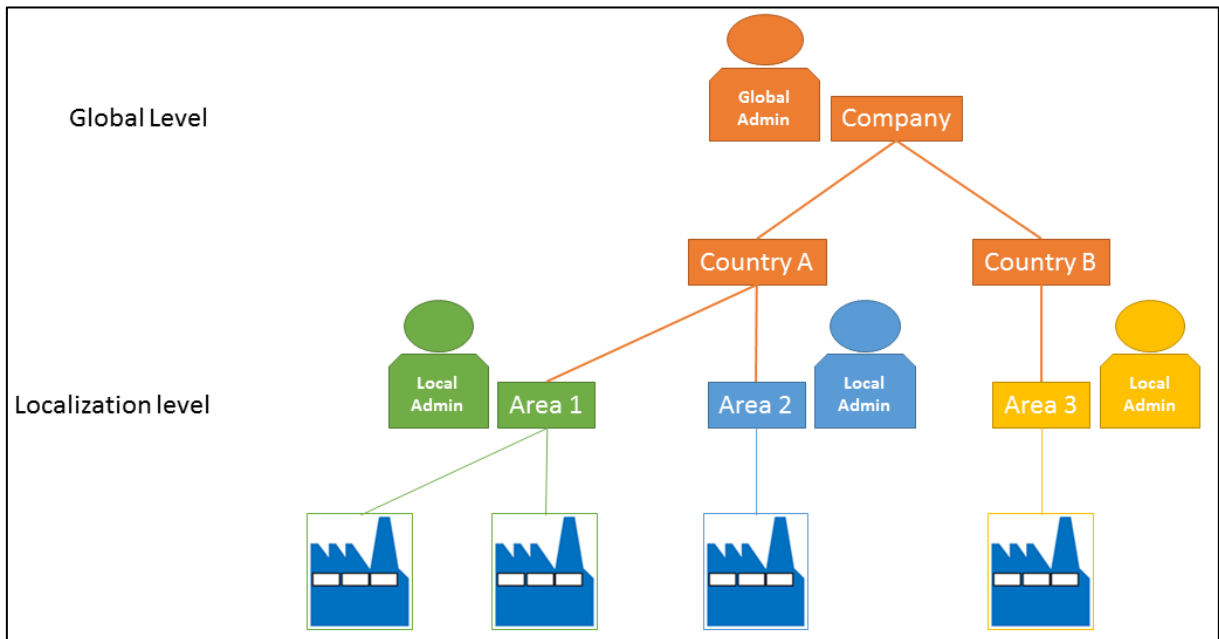 Global
Admin
Global Level
Company
Country A
Country B
Local
Admin
Local
Admin
Local
Admin
Localization level
Area 1
Area 2
Area 3